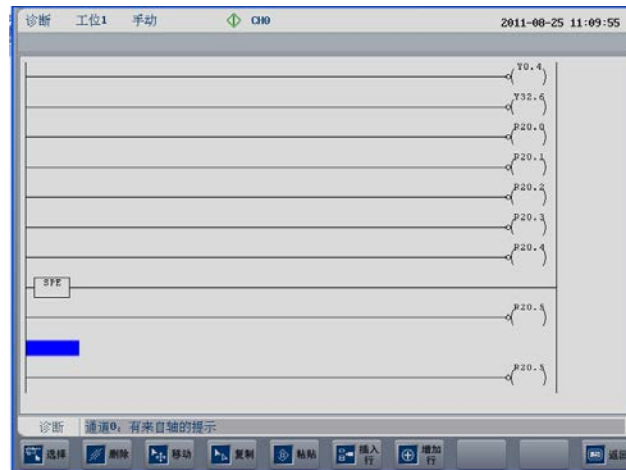 诊断 工位1 手动 CH0 2011-08-25 11:09:55
Y0.4
Y32.6
R20.0
R20.1
R20.2
R20.3
R20.4
SPE
R20.5
R20.5
诊断 通道0，有来自轴的提示
选择 删除 移动 复制 粘贴 插入行 增加行 返回